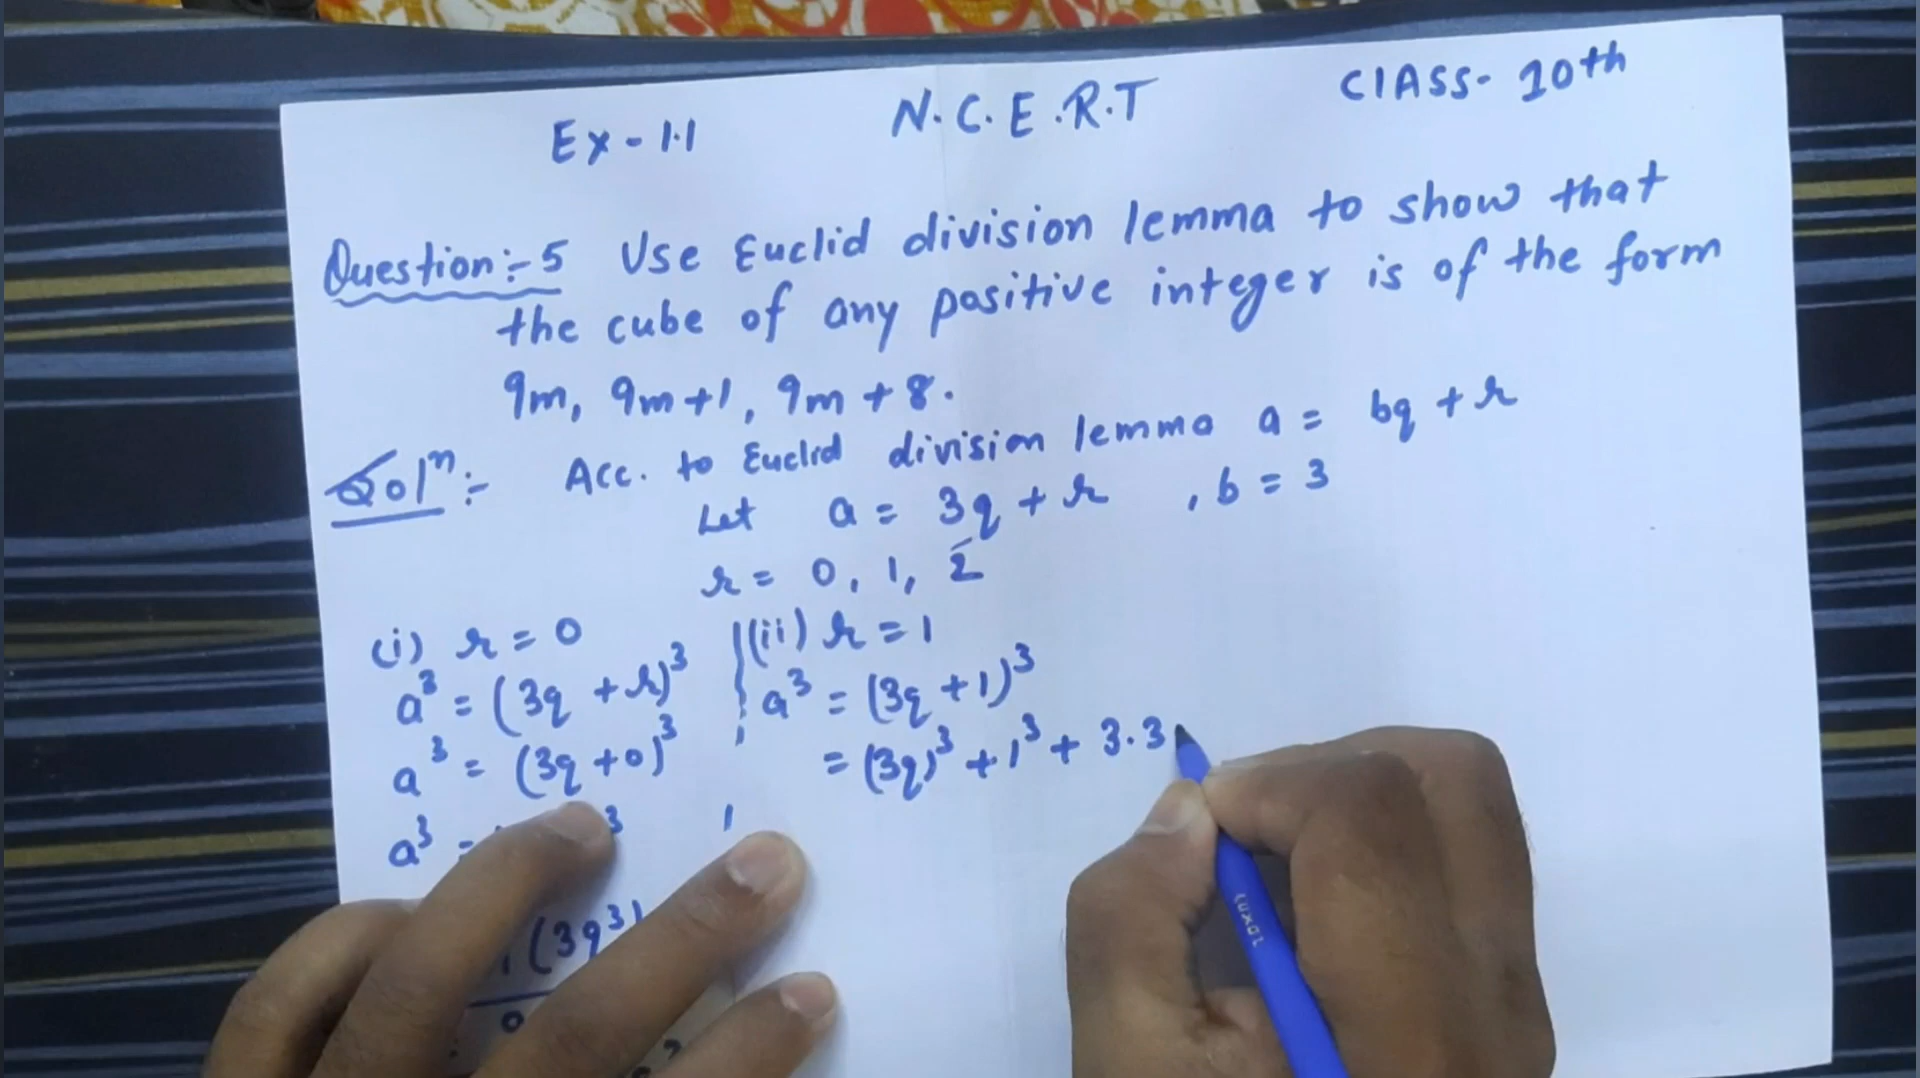 Ex - 1.1 N.C.E.R.T CLASS- 10th
Question:- 5 Use Euclid division lemma to show that
the cube of any positive integer is of the form
9m, 9m+1, 9m+8.
Solⁿ:- Acc. to Euclid division lemma a = bq + r
Let a = 3q + r , b = 3
r = 0, 1, 2
(i) r = 0
a³ = (3q + r)³
a³ = (3q + 0)³
a³ =
(3q³)
(ii) r = 1
a³ = (3q + 1)³
= (3q)³ + 1³ + 3.3
LUXOR